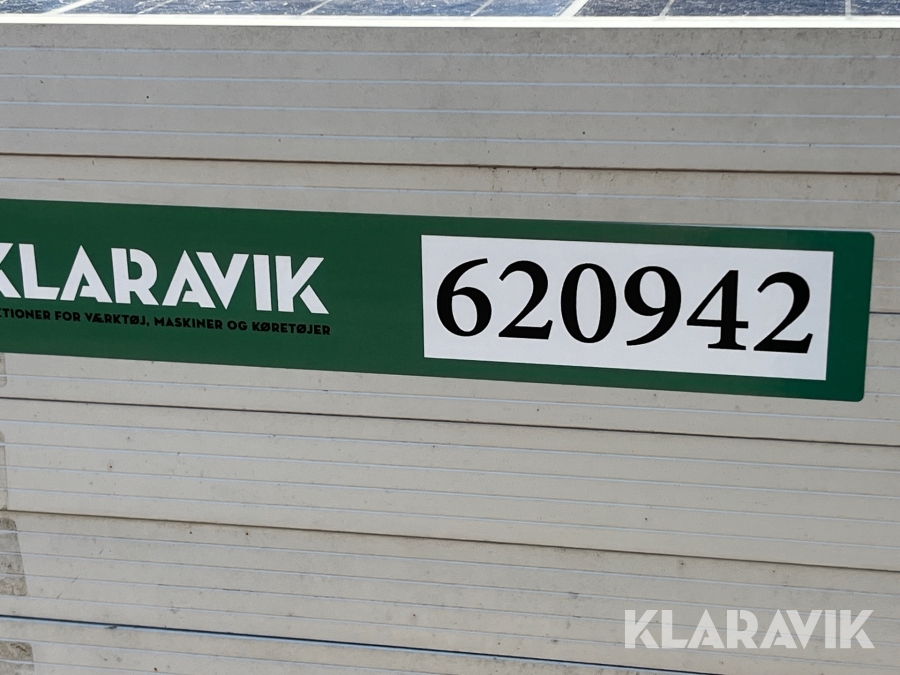 KLARAVIK
KTIONER FOR VÆRKTØJ, MASKINER OG KØRETØJER
620942
KLARAVIK